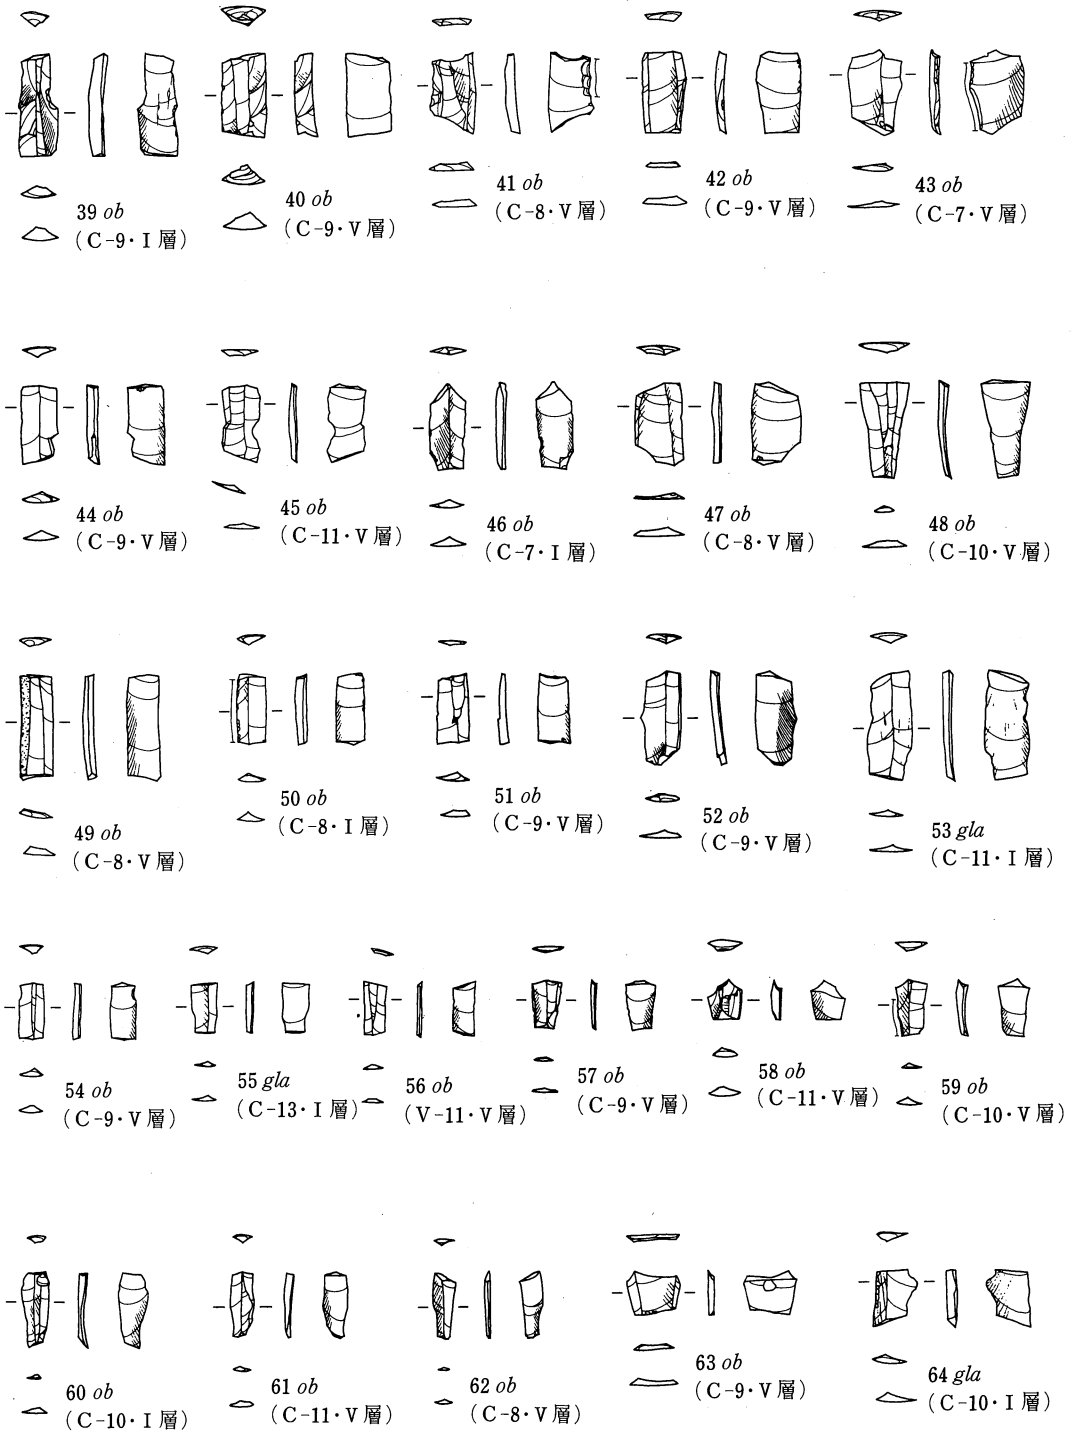 39 ob
(C-9・I層)
40 ob
(C-9・V層)
41 ob
(C-8・V層)
42 ob
(C-9・V層)
43 ob
(C-7・V層)
44 ob
(C-9・V層)
45 ob
(C-11・V層)
46 ob
(C-7・I層)
47 ob
(C-8・V層)
48 ob
(C-10・V層)
49 ob
(C-8・V層)
50 ob
(C-8・I層)
51 ob
(C-9・V層)
52 ob
(C-9・V層)
53 gla
(C-11・I層)
54 ob
(C-9・V層)
55 gla
(C-13・I層)
56 ob
(V-11・V層)
57 ob
(C-9・V層)
58 ob
(C-11・V層)
59 ob
(C-10・V層)
60 ob
(C-10・I層)
61 ob
(C-11・V層)
62 ob
(C-8・V層)
63 ob
(C-9・V層)
64 gla
(C-10・I層)